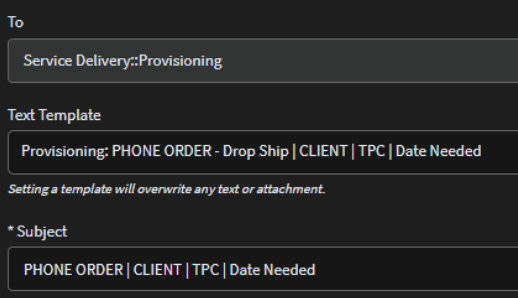 To
Service Delivery::Provisioning
Text Template
Provisioning: PHONE ORDER - Drop Ship | CLIENT | TPC | Date Needed
Setting a template will overwrite any text or attachment.
* Subject
PHONE ORDER | CLIENT | TPC | Date Needed